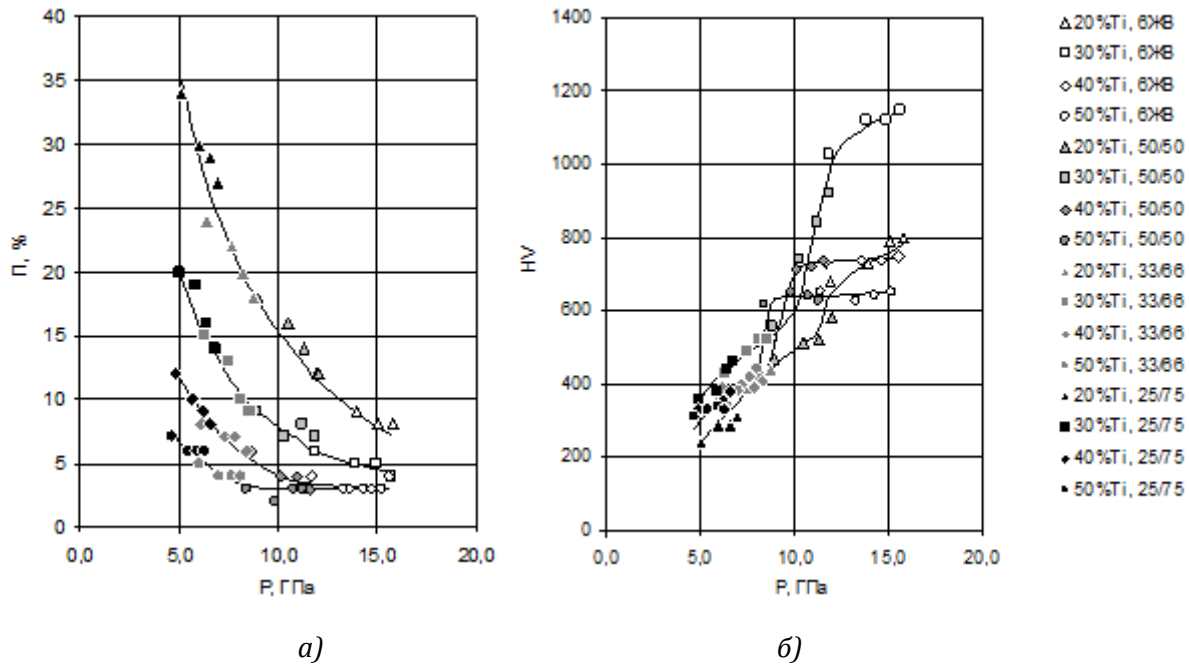 40
35
30
25
20
15
10
5
0
П, %
0,0 5,0 10,0 15,0 20,0
Р, ГПа
а)
1400
1200
1000
800
600
400
200
0
HV
0,0 5,0 10,0 15,0 20,0
Р, ГПа
б)
20%Ti, 6ЖВ
30%Ti, 6ЖВ
40%Ti, 6ЖВ
50%Ti, 6ЖВ
20%Ti, 50/50
30%Ti, 50/50
40%Ti, 50/50
50%Ti, 50/50
20%Ti, 33/66
30%Ti, 33/66
40%Ti, 33/66
50%Ti, 33/66
20%Ti, 25/75
30%Ti, 25/75
40%Ti, 25/75
50%Ti, 25/75